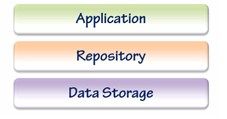 Application
Repository
Data Storage